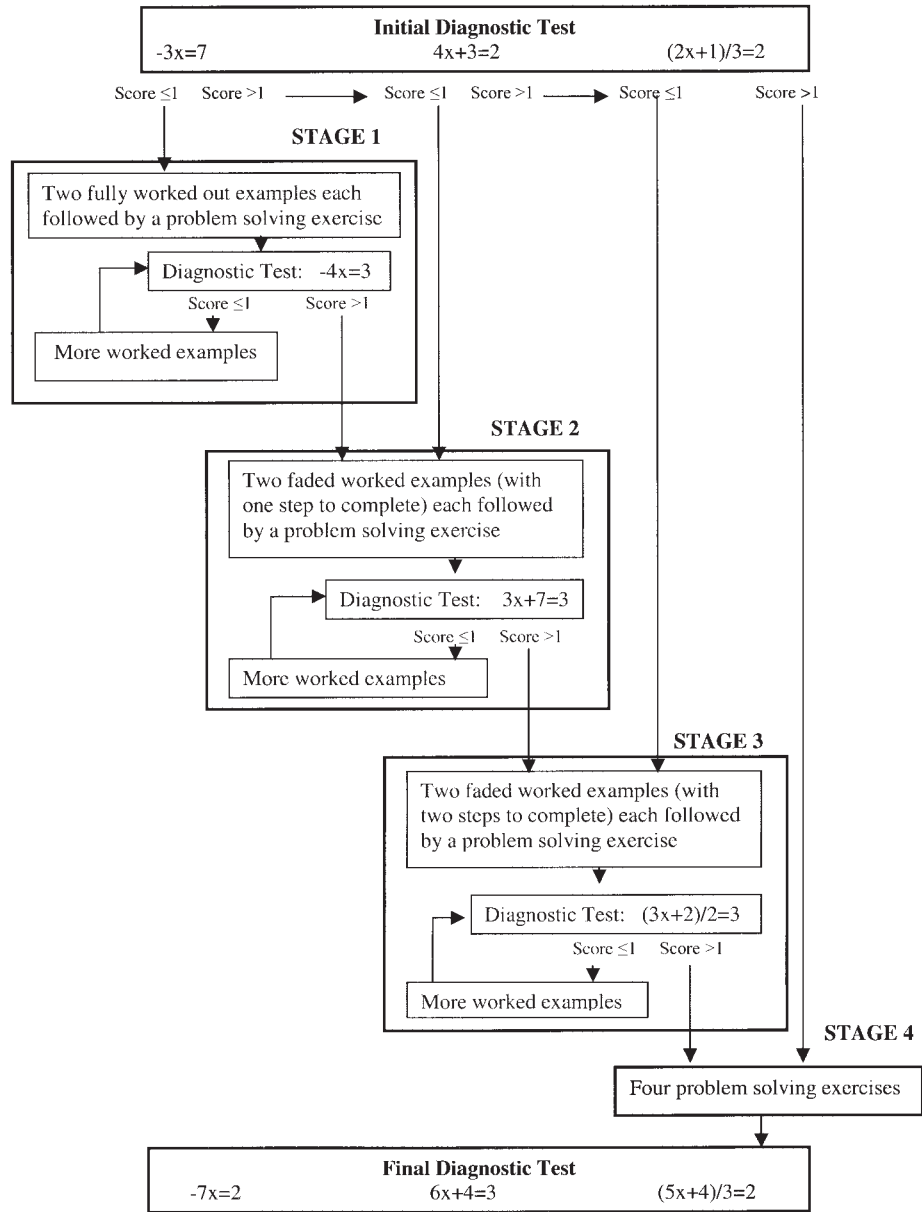 Initial Diagnostic Test
-3x=7 4x+3=2 (2x+1)/3=2
Score ≤1 Score >1 Score ≤1 Score >1 Score ≤1 Score >1
STAGE 1
Two fully worked out examples each
followed by a problem solving exercise
Diagnostic Test: -4x=3
Score ≤1 Score >1
More worked examples
STAGE 2
Two faded worked examples (with
one step to complete) each followed
by a problem solving exercise
Diagnostic Test: 3x+7=3
Score ≤1 Score >1
More worked examples
STAGE 3
Two faded worked examples (with
two steps to complete) each followed
by a problem solving exercise
Diagnostic Test: (3x+2)/2=3
Score ≤1 Score >1
More worked examples
STAGE 4
Four problem solving exercises
Final Diagnostic Test
-7x=2 6x+4=3 (5x+4)/3=2